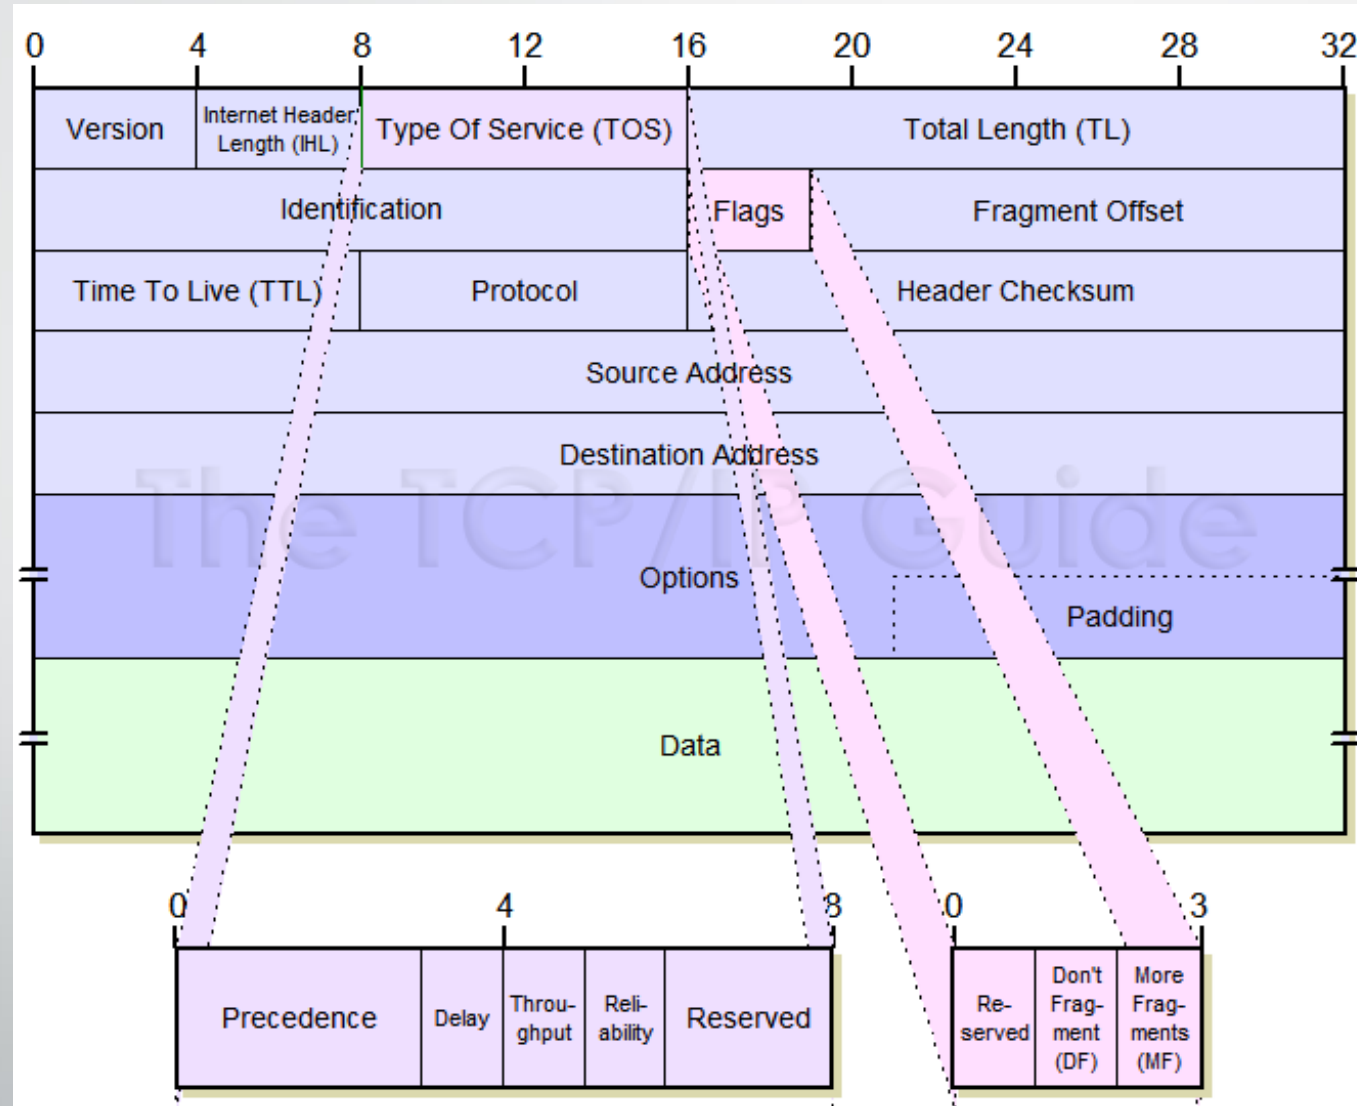 0 4 8 12 16 20 24 28 32
Version
Internet Header
Length (IHL)
Type Of Service (TOS)
Total Length (TL)
Identification
Flags
Fragment Offset
Time To Live (TTL)
Protocol
Header Checksum
Source Address
Destination Address
The TCP/IP Guide
Options
Padding
Data
0 4 8
Precedence
Delay
Throu-
ghput
Reli-
ability
Reserved
0 3
Re-
served
Don't
Frag-
ment
(DF)
More
Frag-
ments
(MF)